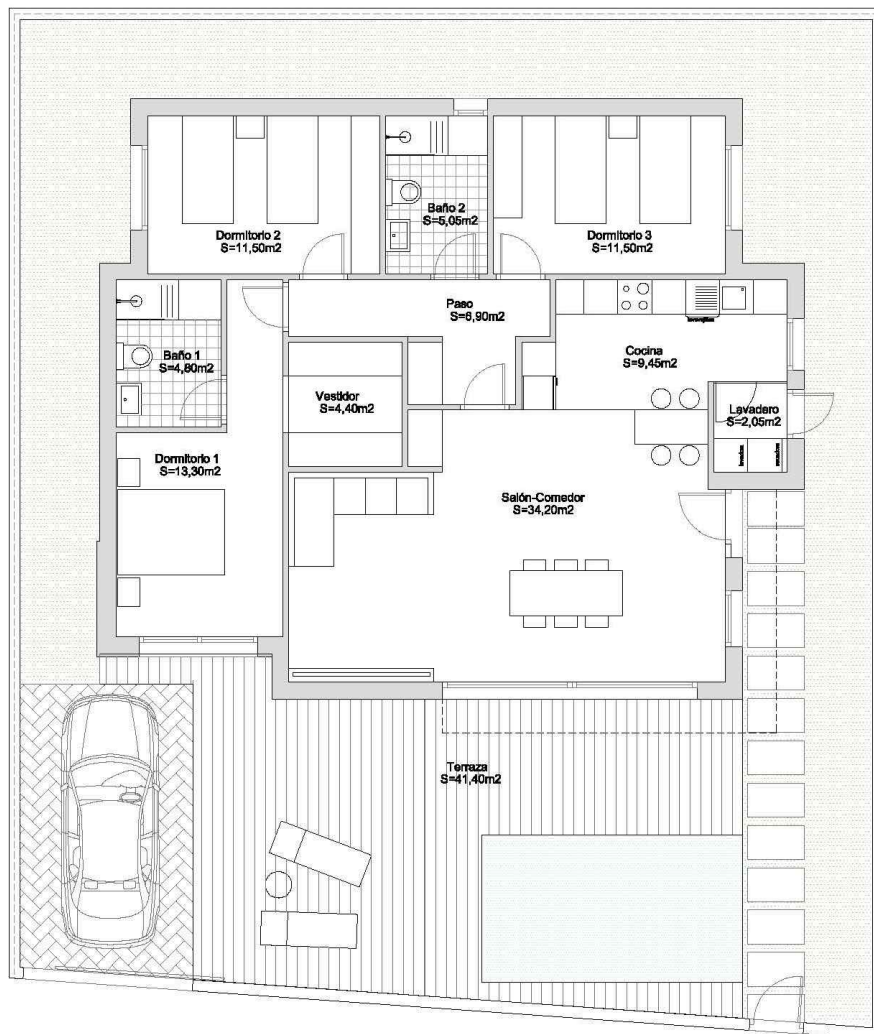 Baño 2
S=5,05m2
Dormitorio 2
S=11,50m2
Dormitorio 3
S=11,50m2
Paso
S=6,90m2
Baño 1
S=4,80m2
Cocina
S=9,45m2
Vestidor
S=4,40m2
Lavadero
S=2,05m2
Dormitorio 1
S=13,30m2
Salón-Comedor
S=34,20m2
Terraza
S=41,40m2